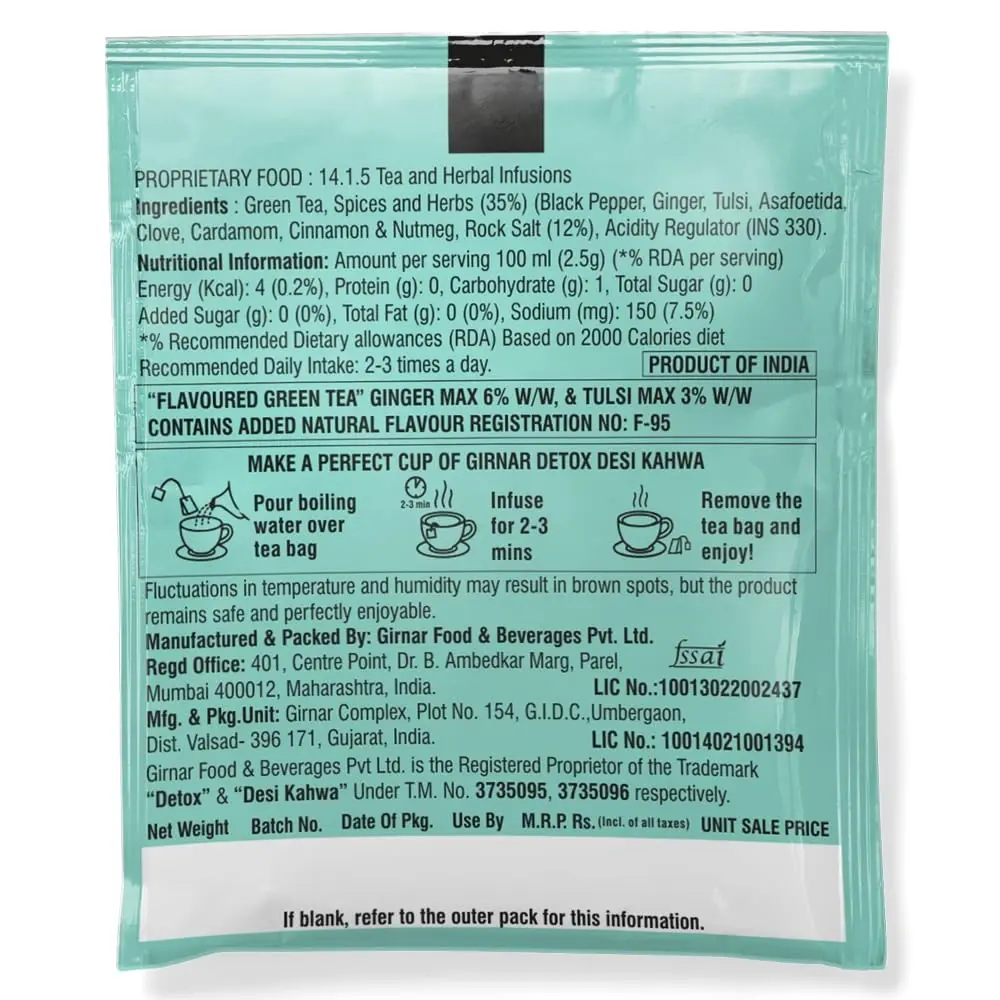 PROPRIETARY FOOD : 14.1.5 Tea and Herbal Infusions
Ingredients : Green Tea, Spices and Herbs (35%) (Black Pepper, Ginger, Tulsi, Asafoetida,
Clove, Cardamom, Cinnamon & Nutmeg, Rock Salt (12%), Acidity Regulator (INS 330).
Nutritional Information: Amount per serving 100 ml (2.5g) (*% RDA per serving)
Energy (Kcal): 4 (0.2%), Protein (g): 0, Carbohydrate (g): 1, Total Sugar (g): 0
Added Sugar (g): 0 (0%), Total Fat (g): 0 (0%), Sodium (mg): 150 (7.5%)
*% Recommended Dietary allowances (RDA) Based on 2000 Calories diet
Recommended Daily Intake: 2-3 times a day. PRODUCT OF INDIA
“FLAVOURED GREEN TEA” GINGER MAX 6% W/W, & TULSI MAX 3% W/W
CONTAINS ADDED NATURAL FLAVOUR REGISTRATION NO: F-95
MAKE A PERFECT CUP OF GIRNAR DETOX DESI KAHWA
Pour boiling
water over
tea bag
2-3 min
Infuse
for 2-3
mins
Remove the
tea bag and
enjoy!
Fluctuations in temperature and humidity may result in brown spots, but the product
remains safe and perfectly enjoyable.
Manufactured & Packed By: Girnar Food & Beverages Pvt. Ltd.
Regd Office: 401, Centre Point, Dr. B. Ambedkar Marg, Parel, fssai
Mumbai 400012, Maharashtra, India. LIC No.:10013022002437
Mfg. & Pkg.Unit: Girnar Complex, Plot No. 154, G.I.D.C.,Umbergaon,
Dist. Valsad- 396 171, Gujarat, India. LIC No.: 10014021001394
Girnar Food & Beverages Pvt Ltd. is the Registered Proprietor of the Trademark
“Detox” & “Desi Kahwa” Under T.M. No. 3735095, 3735096 respectively.
Net Weight Batch No. Date Of Pkg. Use By M.R.P. Rs. (Incl. of all taxes) UNIT SALE PRICE
If blank, refer to the outer pack for this information.